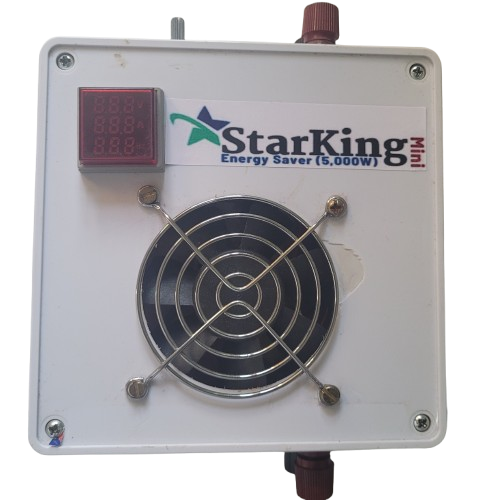 StarKing
Mini
Energy Saver (5,000W)